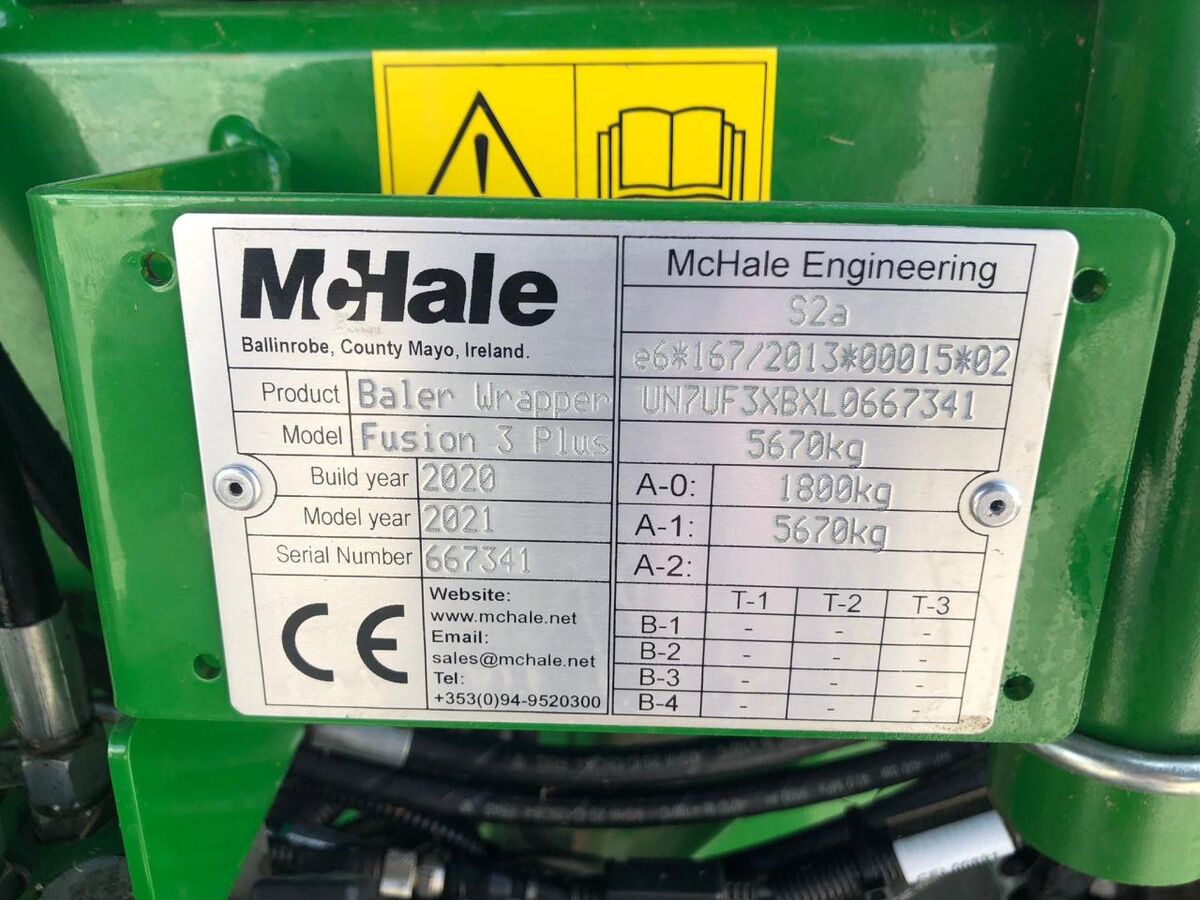 McHale
Ballinrobe, County Mayo, Ireland.
Product Baler Wrapper
Model Fusion 3 Plus
Build year 2020
Model year 2021
Serial Number 667341
CE
Website:
www.mchale.net
Email:
sales@mchale.net
Tel:
+353(0)94-9520300
McHale Engineering
S2a
e6*167/2013*00015*02
UN7UF3XBXL0667341
5670kg
A-0: 1800kg
A-1: 5670kg
A-2:
T-1 T-2 T-3
B-1 - - -
B-2 - - -
B-3 - - -
B-4 - - -